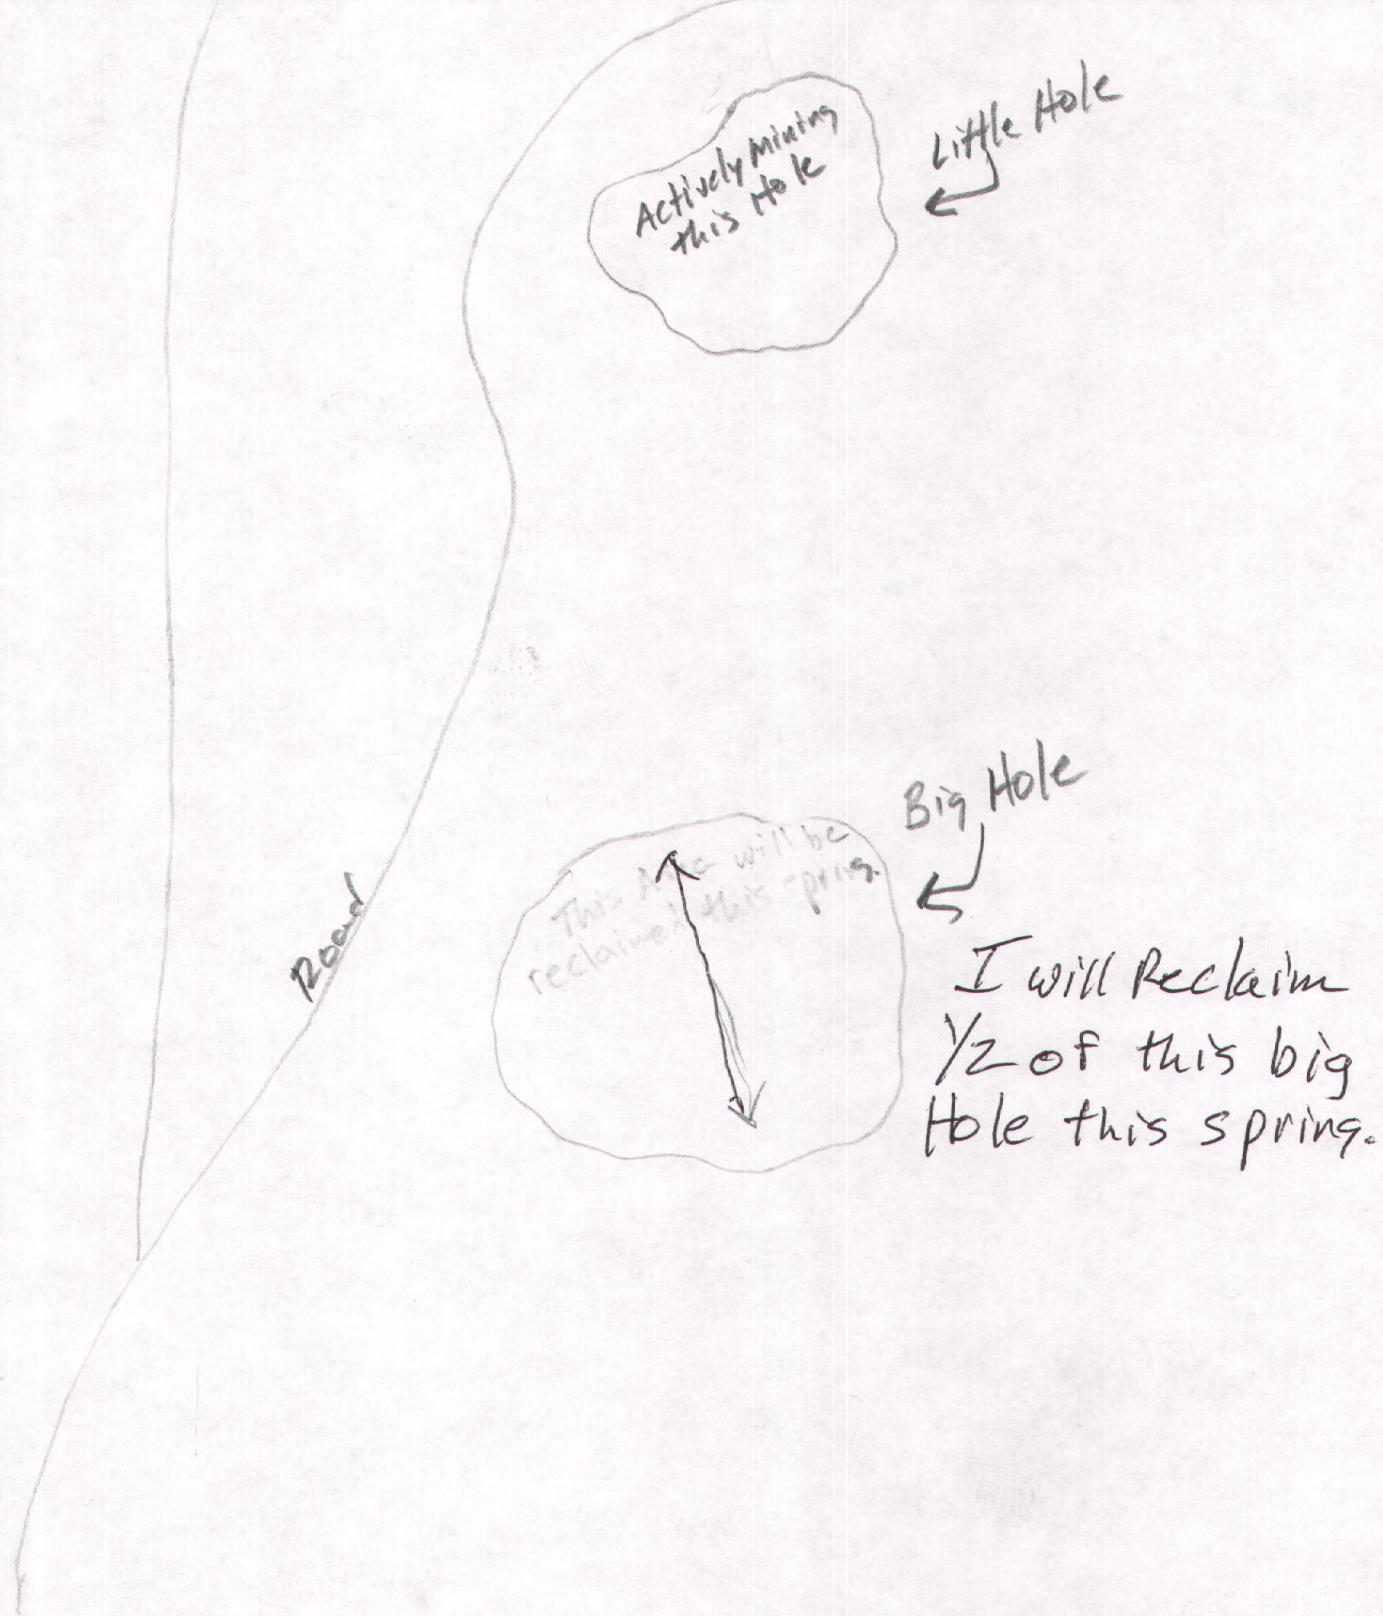 Little Hole
Actively Mining
this Hole
Big Hole
This Area will be
reclaimed this spring.
Road
I will Reclaim
1/2 of this big
Hole this spring.